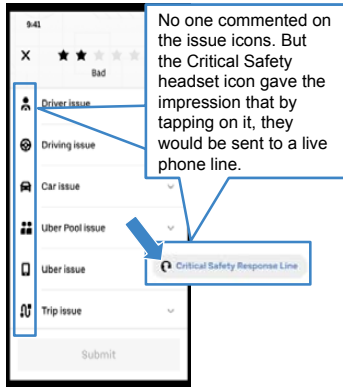 9:41
No one commented on
the issue icons. But
the Critical Safety
headset icon gave the
impression that by
tapping on it, they
would be sent to a live
phone line.
Bad
Driver issue
Driving issue
Car issue
Uber Pool issue
Uber issue
Critical Safety Response Line
Trip issue
Submit